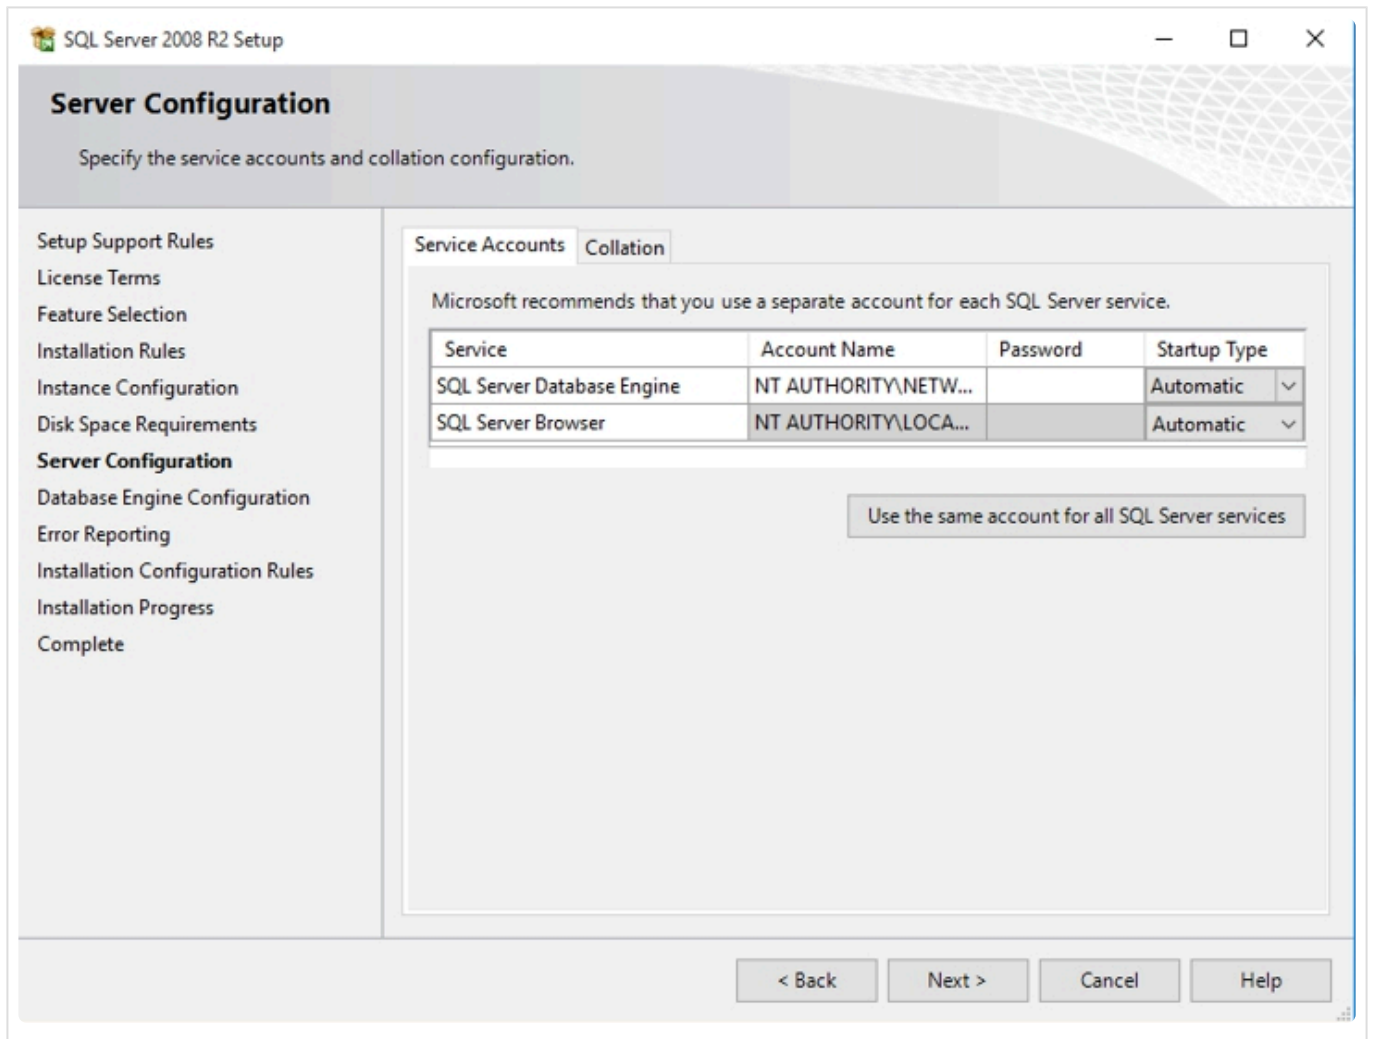 SQL Server 2008 R2 Setup
Server Configuration
Specify the service accounts and collation configuration.
Setup Support Rules
License Terms
Feature Selection
Installation Rules
Instance Configuration
Disk Space Requirements
Server Configuration
Database Engine Configuration
Error Reporting
Installation Configuration Rules
Installation Progress
Complete
Service Accounts Collation
Microsoft recommends that you use a separate account for each SQL Server service.
Service Account Name Password Startup Type
SQL Server Database Engine NT AUTHORITY\NETW... Automatic
SQL Server Browser NT AUTHORITY\LOCA... Automatic
Use the same account for all SQL Server services
< Back Next > Cancel Help